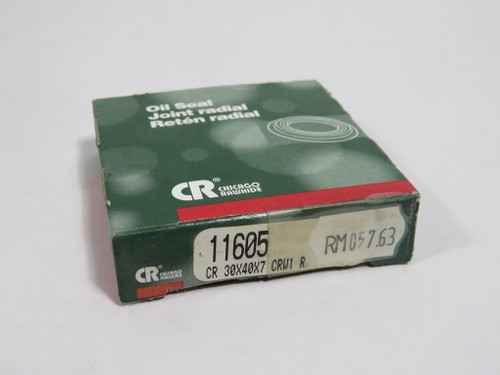 Oil Seal
Joint radial
Retén radial
CR® CHICAGO
RAWHIDE
11605
CR 30X40X7 CRW1 R
RM057.63
CR® CHICAGO
RAWHIDE